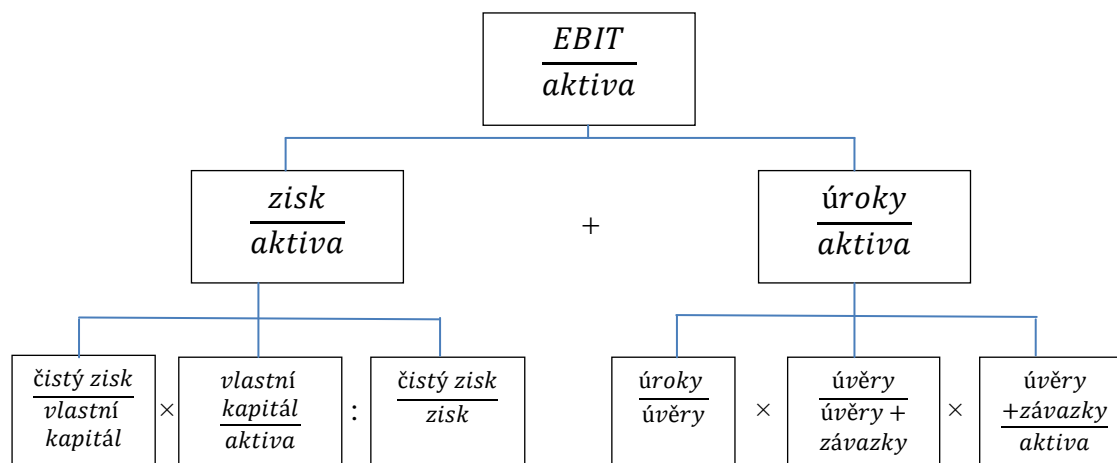 EBIT
aktiva
zisk
aktiva
+
úroky
aktiva
čistý zisk
vlastní
kapitál
×
vlastní
kapitál
aktiva
:
čistý zisk
zisk
úroky
úvěry
×
úvěry
úvěry +
závazky
×
úvěry
+závazky
aktiva